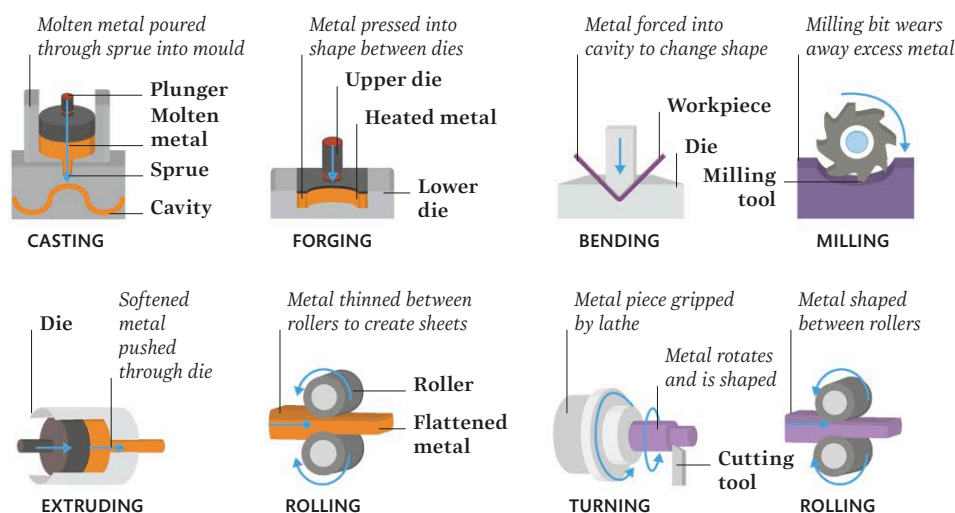 Molten metal poured
through sprue into mould
Plunger
Molten
metal
Sprue
Cavity
CASTING
Metal pressed into
shape between dies
Upper die
Heated metal
Lower
die
FORGING
Metal forced into
cavity to change shape
Workpiece
Die
BENDING
Milling bit wears
away excess metal
Milling
tool
MILLING
Die
Softened
metal
pushed
through die
EXTRUDING
Metal thinned between
rollers to create sheets
Roller
Flattened
metal
ROLLING
Metal piece gripped
by lathe
Metal rotates
and is shaped
Cutting
tool
TURNING
Metal shaped
between rollers
ROLLING